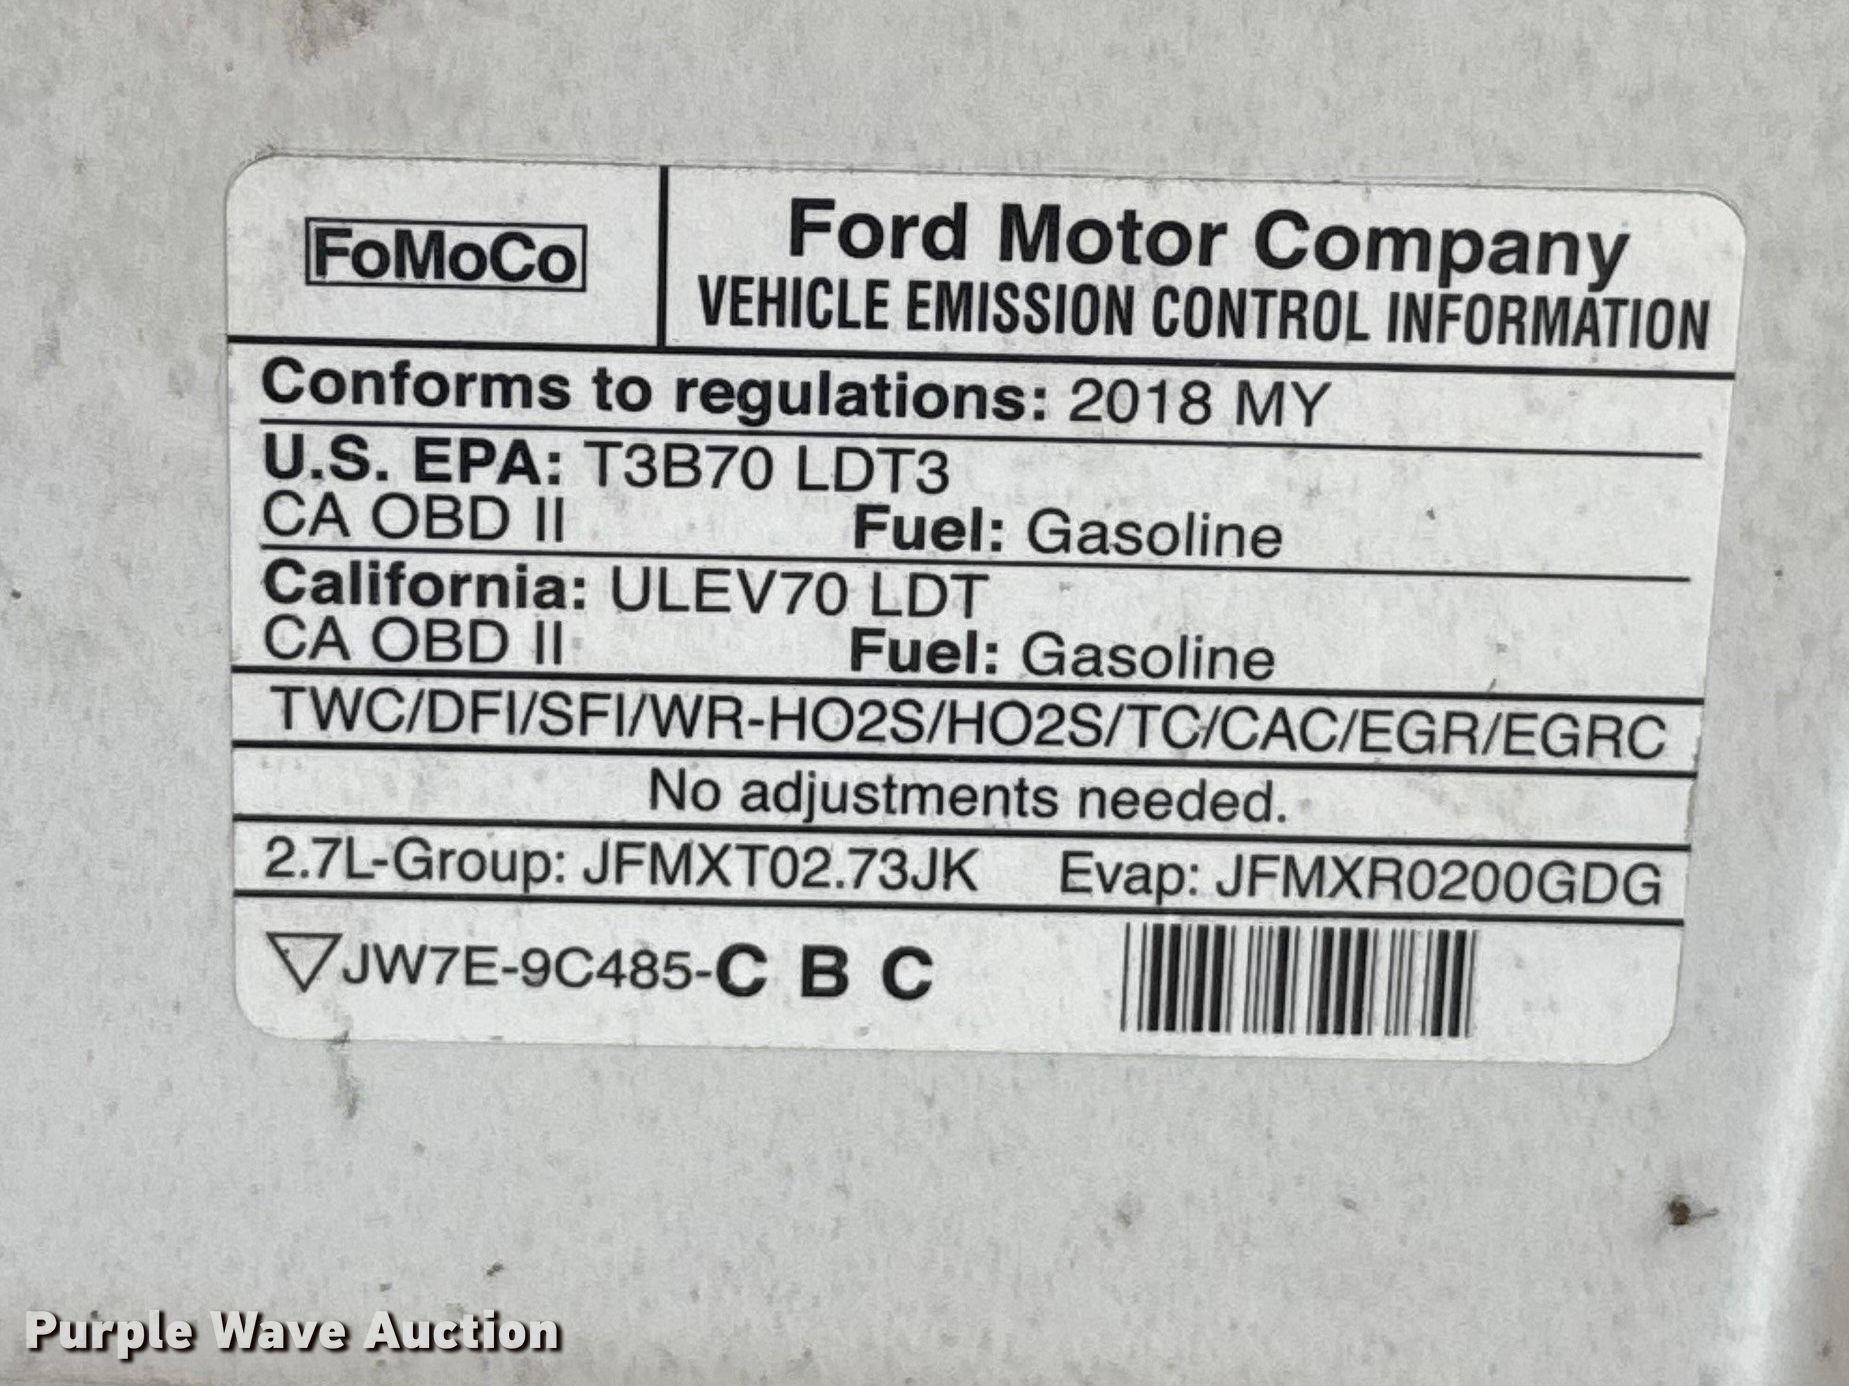 FoMoCo
Ford Motor Company
VEHICLE EMISSION CONTROL INFORMATION
Conforms to regulations: 2018 MY
U.S. EPA: T3B70 LDT3
CA OBD II Fuel: Gasoline
California: ULEV70 LDT
CA OBD II Fuel: Gasoline
TWC/DFI/SFI/WR-HO2S/HO2S/TC/CAC/EGR/EGRC
No adjustments needed.
2.7L-Group: JFMXT02.73JK Evap: JFMXR0200GDG
JW7E-9C485-C B C
Purple Wave Auction